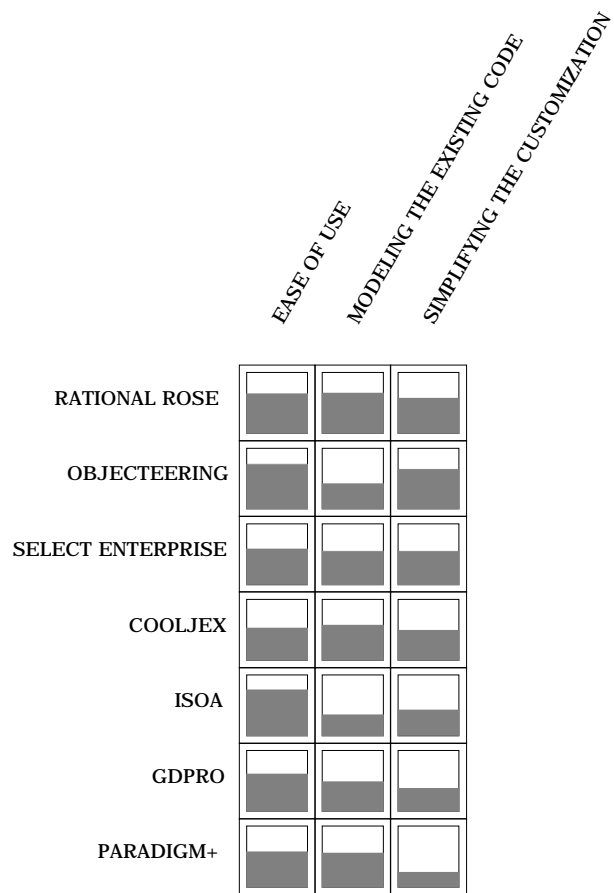 EASE OF USE
MODELING THE EXISTING CODE
SIMPLIFYING THE CUSTOMIZATION
RATIONAL ROSE
OBJECTEERING
SELECT ENTERPRISE
COOLJEX
ISOA
GDPRO
PARADIGM+